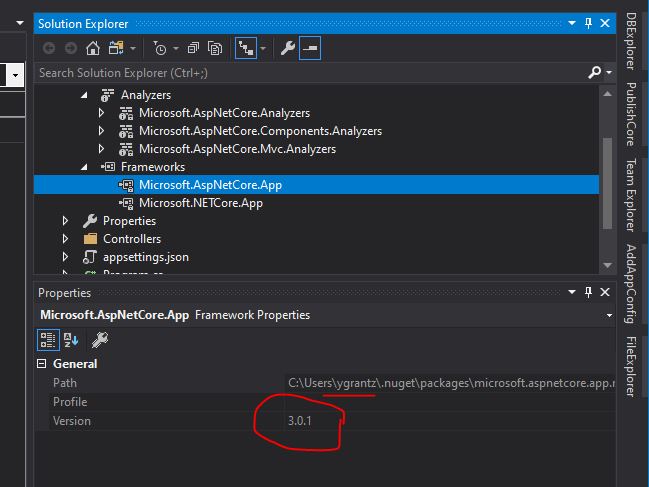 Solution Explorer
Search Solution Explorer (Ctrl+;)
Analyzers
Microsoft.AspNetCore.Analyzers
Microsoft.AspNetCore.Components.Analyzers
Microsoft.AspNetCore.Mvc.Analyzers
Frameworks
Microsoft.AspNetCore.App
Microsoft.NETCore.App
Properties
Controllers
appsettings.json
Program.cs
Properties
Microsoft.AspNetCore.App Framework Properties
General
Path C:\Users\ygrantz\.nuget\packages\microsoft.aspnetcore.app.r
Profile
Version 3.0.1
DBExplorer
PublishCore
Team Explorer
AddAppConfig
FileExplorer